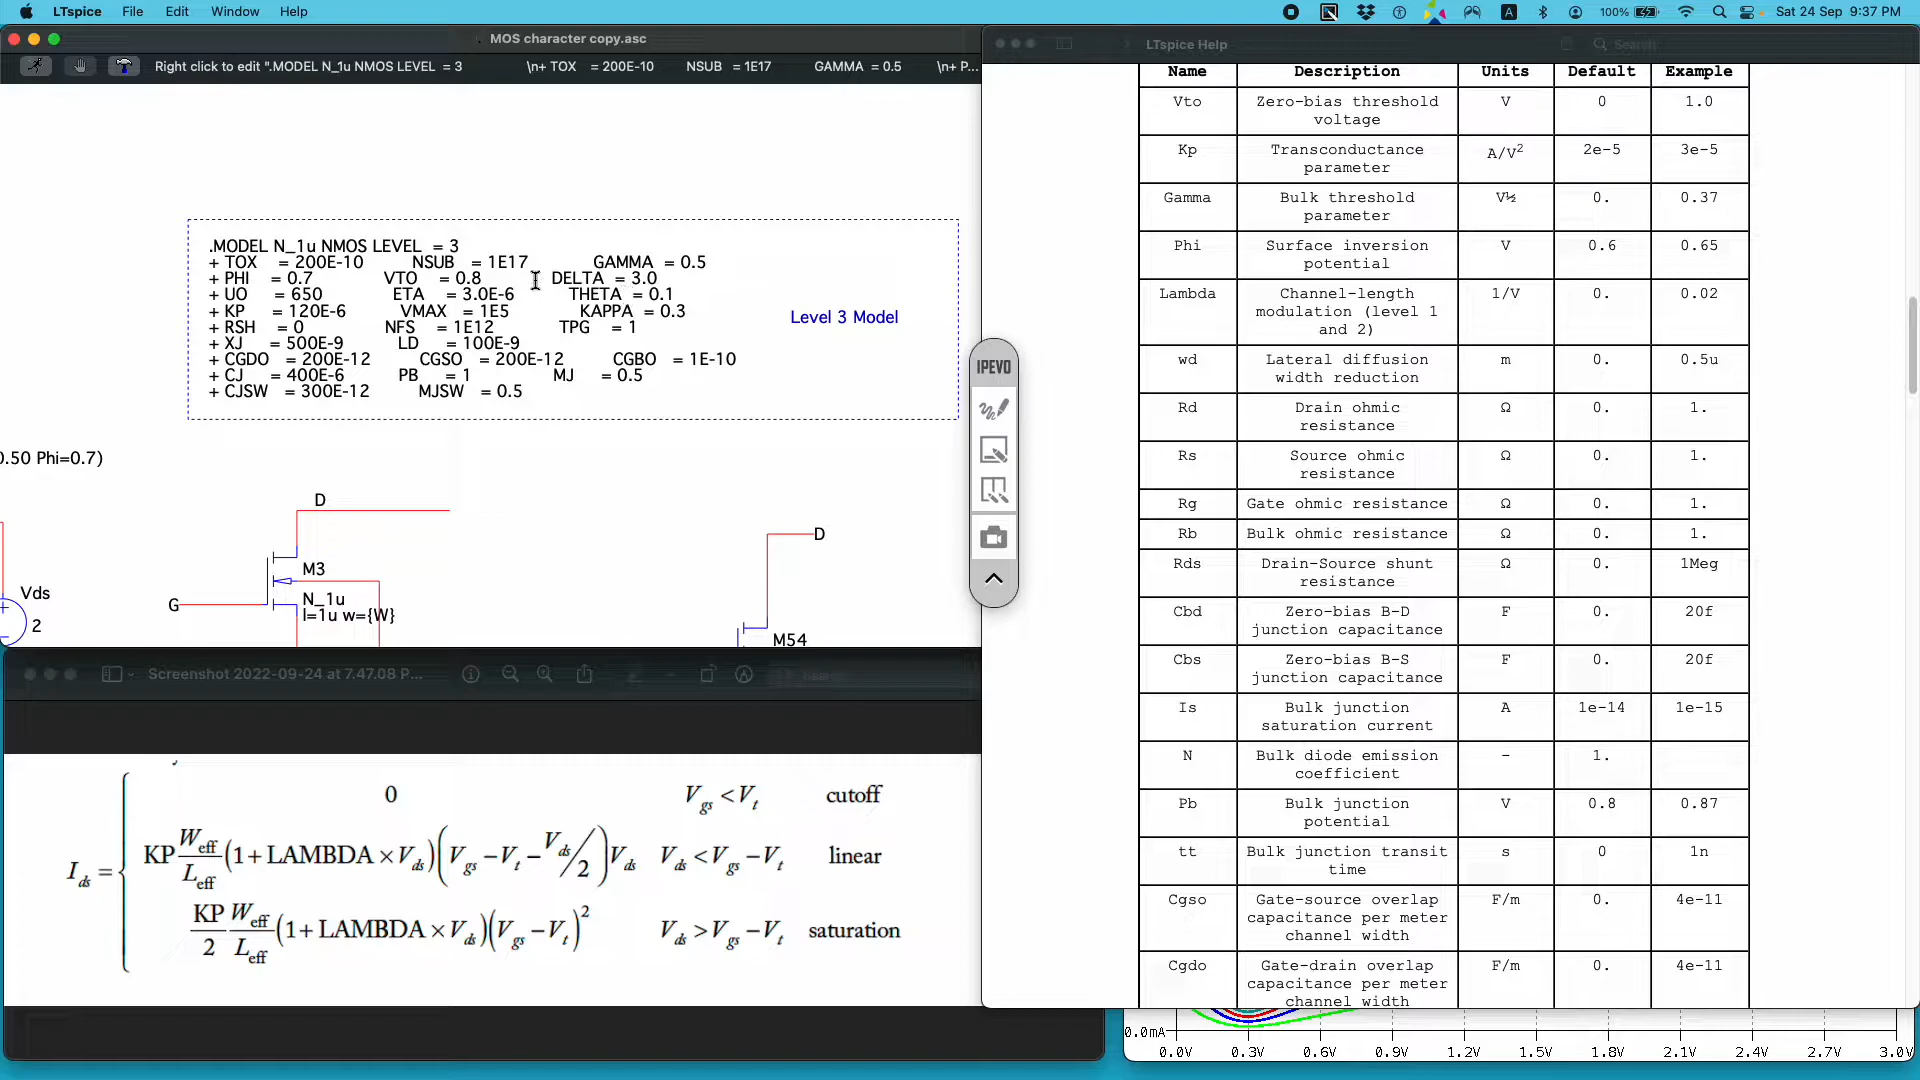 LTspice File Edit Window Help
100% Sat 24 Sep 9:37 PM
MOS character copy.asc
Right click to edit ".MODEL N_1u NMOS LEVEL = 3 \n+ TOX = 200E-10 NSUB = 1E17 GAMMA = 0.5 \n+ P...
.MODEL N_1u NMOS LEVEL = 3
+ TOX = 200E-10 NSUB = 1E17 GAMMA = 0.5
+ PHI = 0.7 VTO = 0.8 DELTA = 3.0
+ UO = 650 ETA = 3.0E-6 THETA = 0.1
+ KP = 120E-6 VMAX = 1E5 KAPPA = 0.3
+ RSH = 0 NFS = 1E12 TPG = 1
+ XJ = 500E-9 LD = 100E-9
+ CGDO = 200E-12 CGSO = 200E-12 CGBO = 1E-10
+ CJ = 400E-6 PB = 1 MJ = 0.5
+ CJSW = 300E-12 MJSW = 0.5
Level 3 Model
0.50 Phi=0.7)
D
M3
N_1u
l=1u w={W}
G
Vds
2
D
M54
IPEVO
Screenshot 2022-09-24 at 7.47.08 P...
Search
I_ds =
0 V_gs < V_t cutoff
KP W_eff/L_eff (1 + LAMBDA × V_ds)(V_gs − V_t − V_ds/2) V_ds V_ds < V_gs − V_t linear
KP/2 W_eff/L_eff (1 + LAMBDA × V_ds)(V_gs − V_t)² V_ds > V_gs − V_t saturation
LTspice Help
Search
Name Description Units Default Example
Vto Zero-bias threshold voltage V 0 1.0
Kp Transconductance parameter A/V² 2e-5 3e-5
Gamma Bulk threshold parameter V½ 0. 0.37
Phi Surface inversion potential V 0.6 0.65
Lambda Channel-length modulation (level 1 and 2) 1/V 0. 0.02
wd Lateral diffusion width reduction m 0. 0.5u
Rd Drain ohmic resistance Ω 0. 1.
Rs Source ohmic resistance Ω 0. 1.
Rg Gate ohmic resistance Ω 0. 1.
Rb Bulk ohmic resistance Ω 0. 1.
Rds Drain-Source shunt resistance Ω 0. 1Meg
Cbd Zero-bias B-D junction capacitance F 0. 20f
Cbs Zero-bias B-S junction capacitance F 0. 20f
Is Bulk junction saturation current A 1e-14 1e-15
N Bulk diode emission coefficient - 1.
Pb Bulk junction potential V 0.8 0.87
tt Bulk junction transit time s 0 1n
Cgso Gate-source overlap capacitance per meter channel width F/m 0. 4e-11
Cgdo Gate-drain overlap capacitance per meter channel width F/m 0. 4e-11
0.0mA
0.0V 0.3V 0.6V 0.9V 1.2V 1.5V 1.8V 2.1V 2.4V 2.7V 3.0V